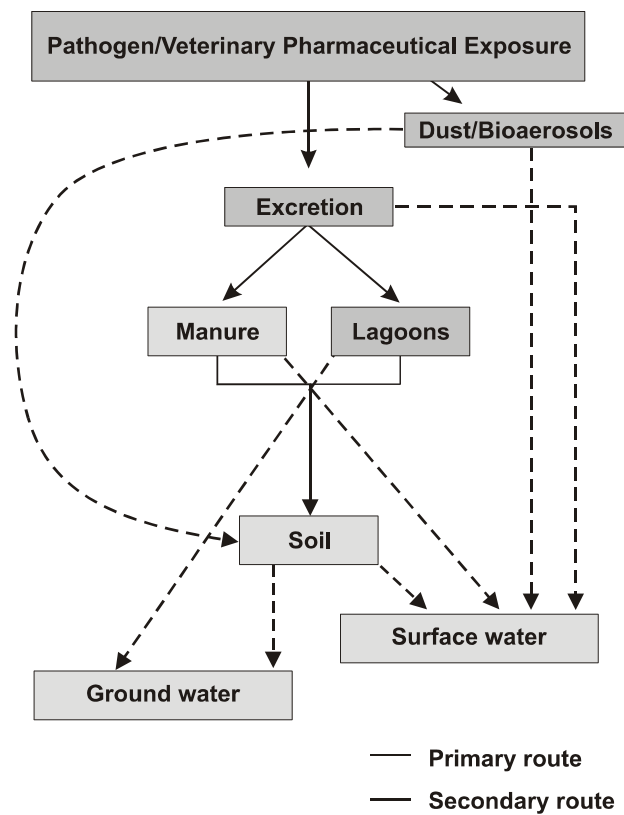 Pathogen/Veterinary Pharmaceutical Exposure
Dust/Bioaerosols
Excretion
Manure
Lagoons
Soil
Surface water
Ground water
Primary route
Secondary route